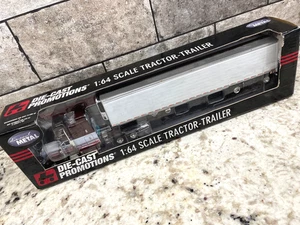 DIE-CAST
PROMOTIONS
1:64 SCALE TRACTOR-TRAILER
METAL
DIE-CAST
PROMOTIONS
1:64 SCALE TRACTOR-TRAILER